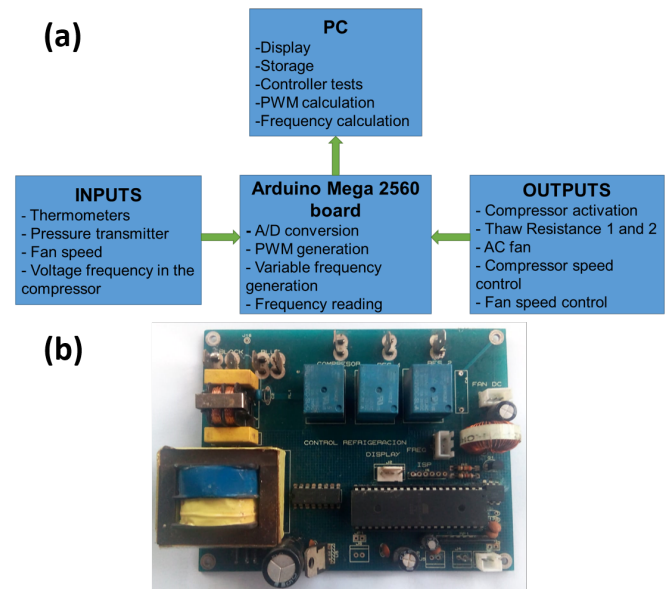 (a)
PC
-Display
-Storage
-Controller tests
-PWM calculation
-Frequency calculation
INPUTS
- Thermometers
- Pressure transmitter
- Fan speed
- Voltage frequency in the
compressor
Arduino Mega 2560
board
- A/D conversion
- PWM generation
- Variable frequency
generation
- Frequency reading
OUTPUTS
- Compressor activation
- Thaw Resistance 1 and 2
- AC fan
- Compressor speed
control
- Fan speed control
(b)
COMPRESOR
FAN DC
CONTROL REFRIGERACION
DISPLAY
ISP